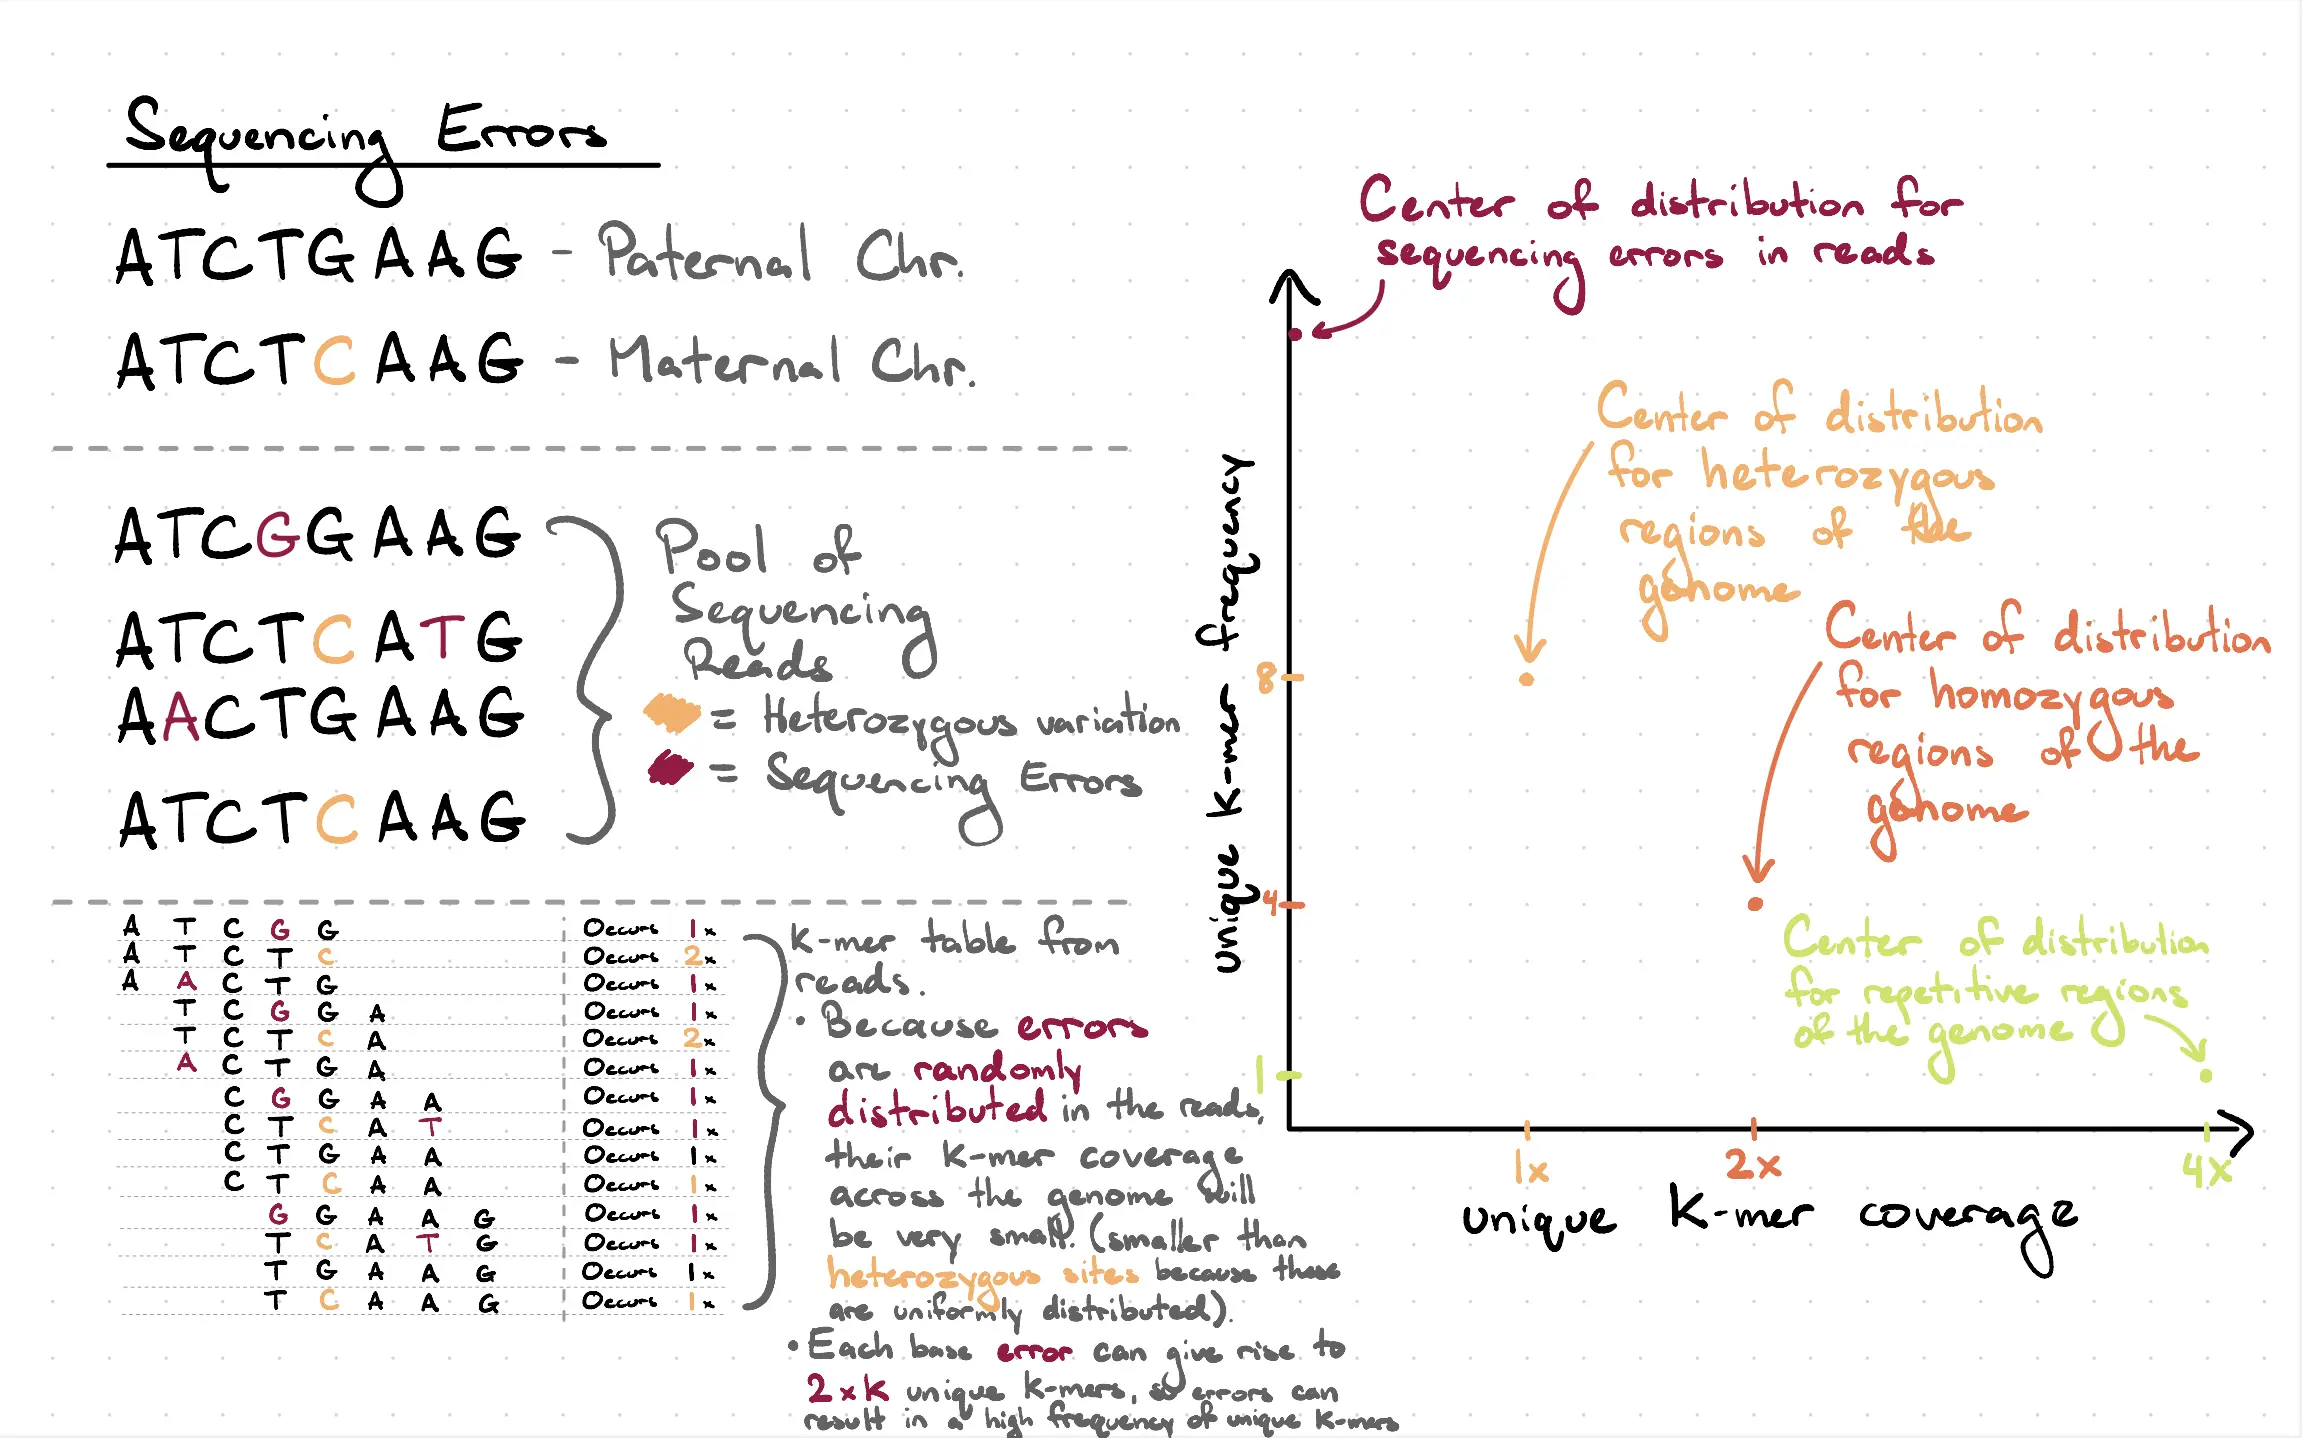 Sequencing Errors
ATCTGAAG - Paternal Chr.
ATCTCAAG - Maternal Chr.
ATCGGAAG
ATCTCATG
AACTGAAG
ATCTCAAG
Pool of
Sequencing
Reads
= Heterozygous variation
= Sequencing Errors
A T C G G Occurs 1x
A T C T C Occurs 2x
A A C T G Occurs 1x
T C G G A Occurs 1x
T C T C A Occurs 2x
A C T G A Occurs 1x
C G G A A Occurs 1x
C T C A T Occurs 1x
C T G A A Occurs 1x
C T C A A Occurs 1x
G G A A G Occurs 1x
T C A T G Occurs 1x
T G A A G Occurs 1x
T C A A G Occurs 1x
K-mer table from
reads.
• Because errors
are randomly
distributed in the reads,
their K-mer coverage
across the genome will
be very small. (smaller than
heterozygous sites because these
are uniformly distributed).
• Each base error can give rise to
2xK unique K-mers, so errors can
result in a high frequency of unique K-mers
Center of distribution for
sequencing errors in reads
Center of distribution
for heterozygous
regions of the
genome
Center of distribution
for homozygous
regions of the
genome
Center of distribution
for repetitive regions
of the genome
unique K-mer frequency
8
4
1
1x
2x
4x
unique K-mer coverage